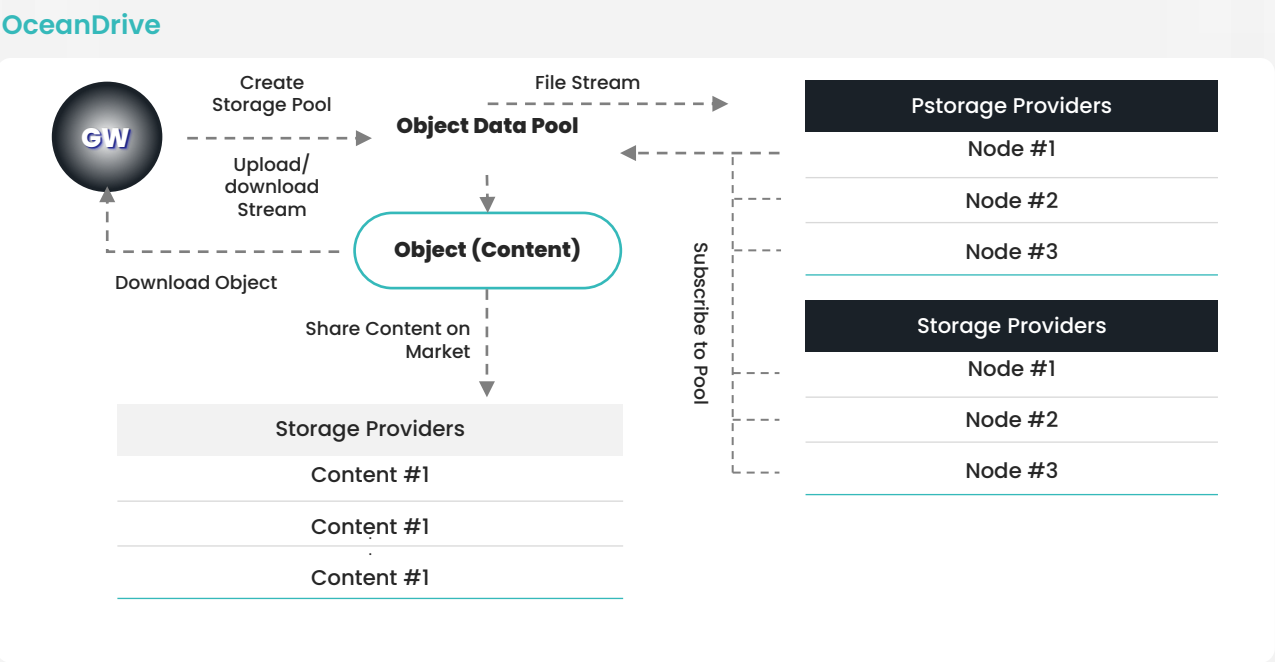 OceanDrive
GW
Create
Storage Pool
Upload/
download
Stream
Object Data Pool
File Stream
Object (Content)
Download Object
Share Content on
Market
Storage Providers
Content #1
Content #1
Content #1
Subscribe to Pool
Pstorage Providers
Node #1
Node #2
Node #3
Storage Providers
Node #1
Node #2
Node #3